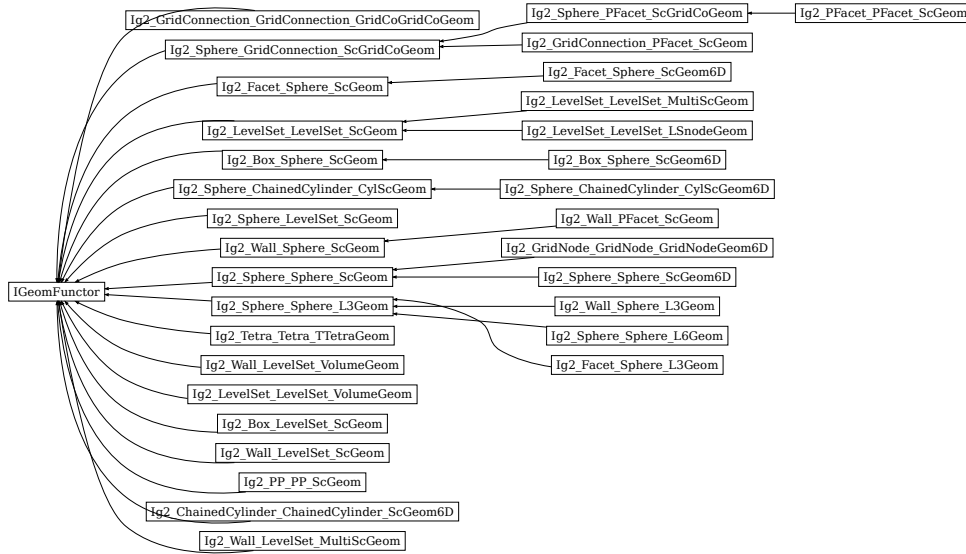 Ig2_GridConnection_GridConnection_GridCoGridCoGeom
Ig2_Sphere_PFacet_ScGridCoGeom
Ig2_PFacet_PFacet_ScGeom
Ig2_Sphere_GridConnection_ScGridCoGeom
Ig2_GridConnection_PFacet_ScGeom
Ig2_Facet_Sphere_ScGeom
Ig2_Facet_Sphere_ScGeom6D
Ig2_LevelSet_LevelSet_MultiScGeom
Ig2_LevelSet_LevelSet_ScGeom
Ig2_LevelSet_LevelSet_LSnodeGeom
Ig2_Box_Sphere_ScGeom
Ig2_Box_Sphere_ScGeom6D
Ig2_Sphere_ChainedCylinder_CylScGeom
Ig2_Sphere_ChainedCylinder_CylScGeom6D
Ig2_Sphere_LevelSet_ScGeom
Ig2_Wall_PFacet_ScGeom
Ig2_Wall_Sphere_ScGeom
Ig2_GridNode_GridNode_GridNodeGeom6D
Ig2_Sphere_Sphere_ScGeom
Ig2_Sphere_Sphere_ScGeom6D
IGeomFunctor
Ig2_Sphere_Sphere_L3Geom
Ig2_Wall_Sphere_L3Geom
Ig2_Tetra_Tetra_TTetraGeom
Ig2_Sphere_Sphere_L6Geom
Ig2_Wall_LevelSet_VolumeGeom
Ig2_Facet_Sphere_L3Geom
Ig2_LevelSet_LevelSet_VolumeGeom
Ig2_Box_LevelSet_ScGeom
Ig2_Wall_LevelSet_ScGeom
Ig2_PP_PP_ScGeom
Ig2_ChainedCylinder_ChainedCylinder_ScGeom6D
Ig2_Wall_LevelSet_MultiScGeom